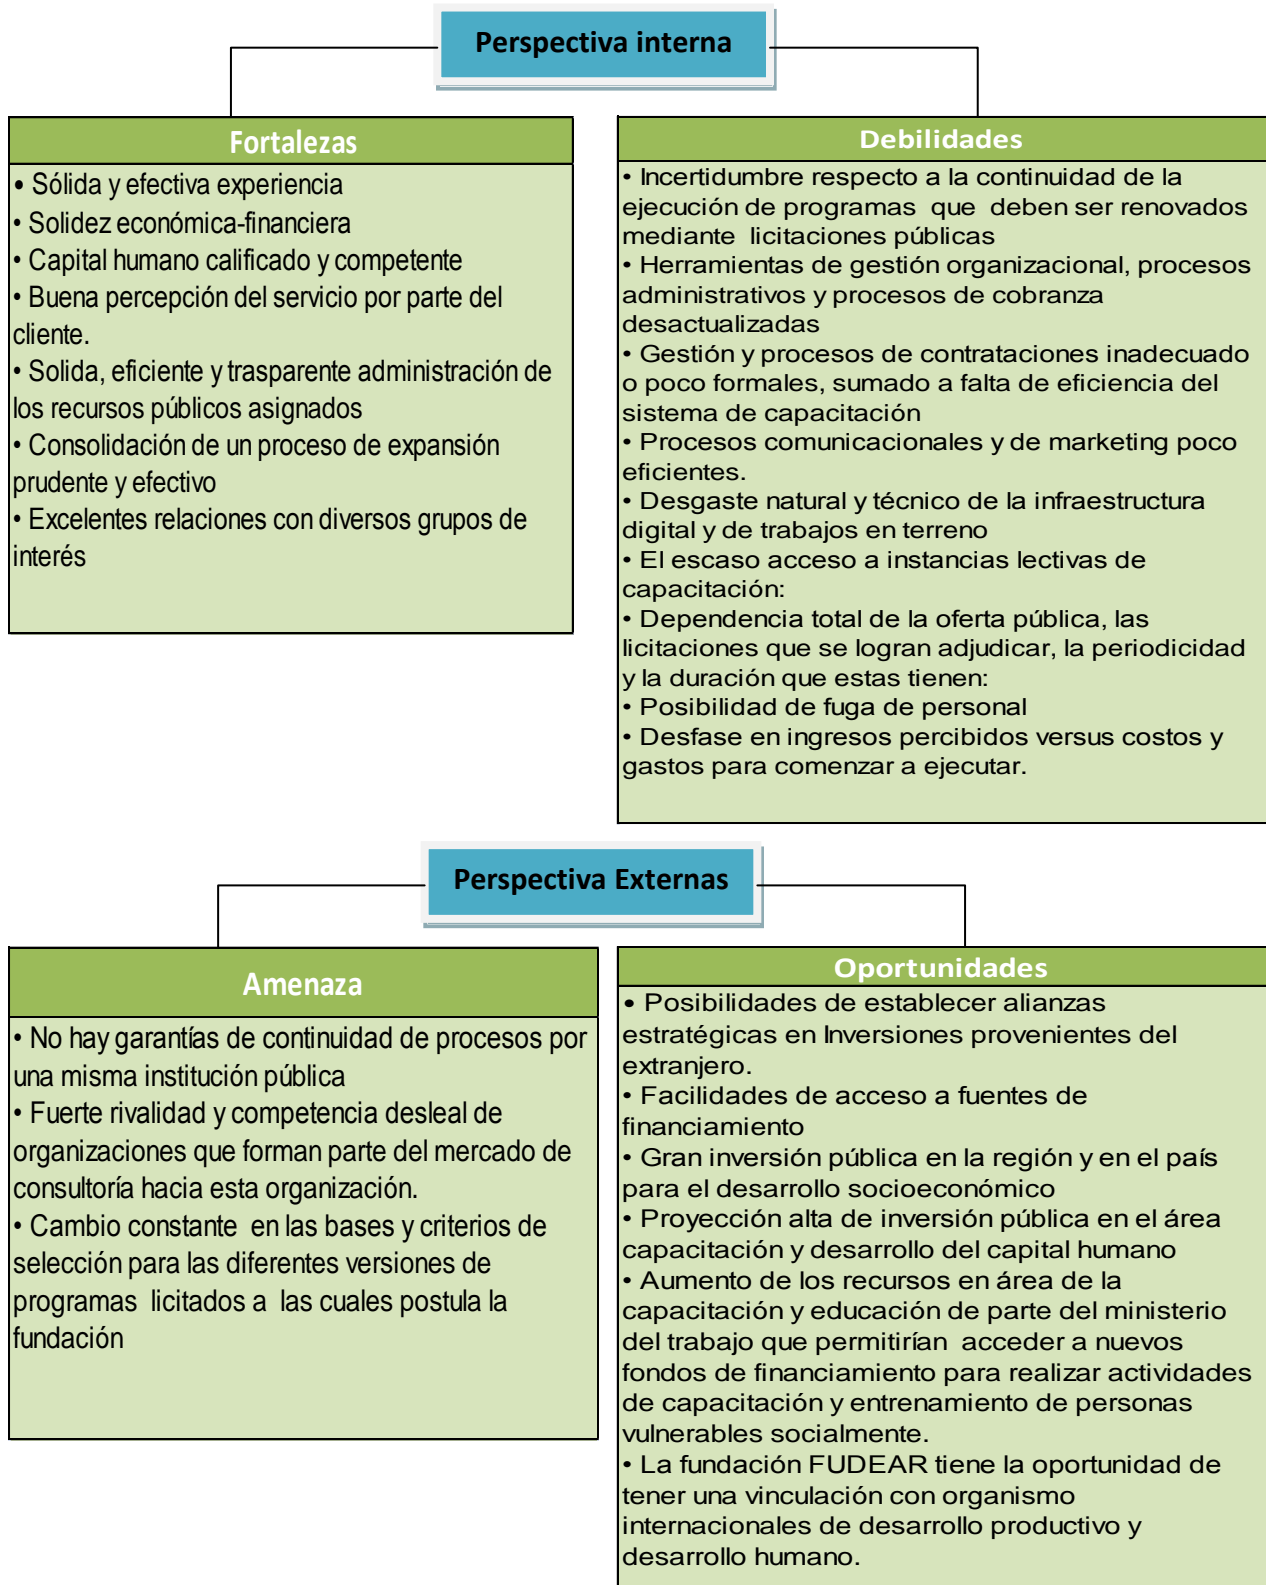 Perspectiva interna
Fortalezas
• Sólida y efectiva experiencia
• Solidez económica-financiera
• Capital humano calificado y competente
• Buena percepción del servicio por parte del
cliente.
• Solida, eficiente y trasparente administración de
los recursos públicos asignados
• Consolidación de un proceso de expansión
prudente y efectivo
• Excelentes relaciones con diversos grupos de
interés
Debilidades
• Incertidumbre respecto a la continuidad de la
ejecución de programas que deben ser renovados
mediante licitaciones públicas
• Herramientas de gestión organizacional, procesos
administrativos y procesos de cobranza
desactualizadas
• Gestión y procesos de contrataciones inadecuado
o poco formales, sumado a falta de eficiencia del
sistema de capacitación
• Procesos comunicacionales y de marketing poco
eficientes.
• Desgaste natural y técnico de la infraestructura
digital y de trabajos en terreno
• El escaso acceso a instancias lectivas de
capacitación:
• Dependencia total de la oferta pública, las
licitaciones que se logran adjudicar, la periodicidad
y la duración que estas tienen:
• Posibilidad de fuga de personal
• Desfase en ingresos percibidos versus costos y
gastos para comenzar a ejecutar.
Perspectiva Externas
Amenaza
• No hay garantías de continuidad de procesos por
una misma institución pública
• Fuerte rivalidad y competencia desleal de
organizaciones que forman parte del mercado de
consultoría hacia esta organización.
• Cambio constante en las bases y criterios de
selección para las diferentes versiones de
programas licitados a las cuales postula la
fundación
Oportunidades
• Posibilidades de establecer alianzas
estratégicas en Inversiones provenientes del
extranjero.
• Facilidades de acceso a fuentes de
financiamiento
• Gran inversión pública en la región y en el país
para el desarrollo socioeconómico
• Proyección alta de inversión pública en el área
capacitación y desarrollo del capital humano
• Aumento de los recursos en área de la
capacitación y educación de parte del ministerio
del trabajo que permitirían acceder a nuevos
fondos de financiamiento para realizar actividades
de capacitación y entrenamiento de personas
vulnerables socialmente.
• La fundación FUDEAR tiene la oportunidad de
tener una vinculación con organismo
internacionales de desarrollo productivo y
desarrollo humano.